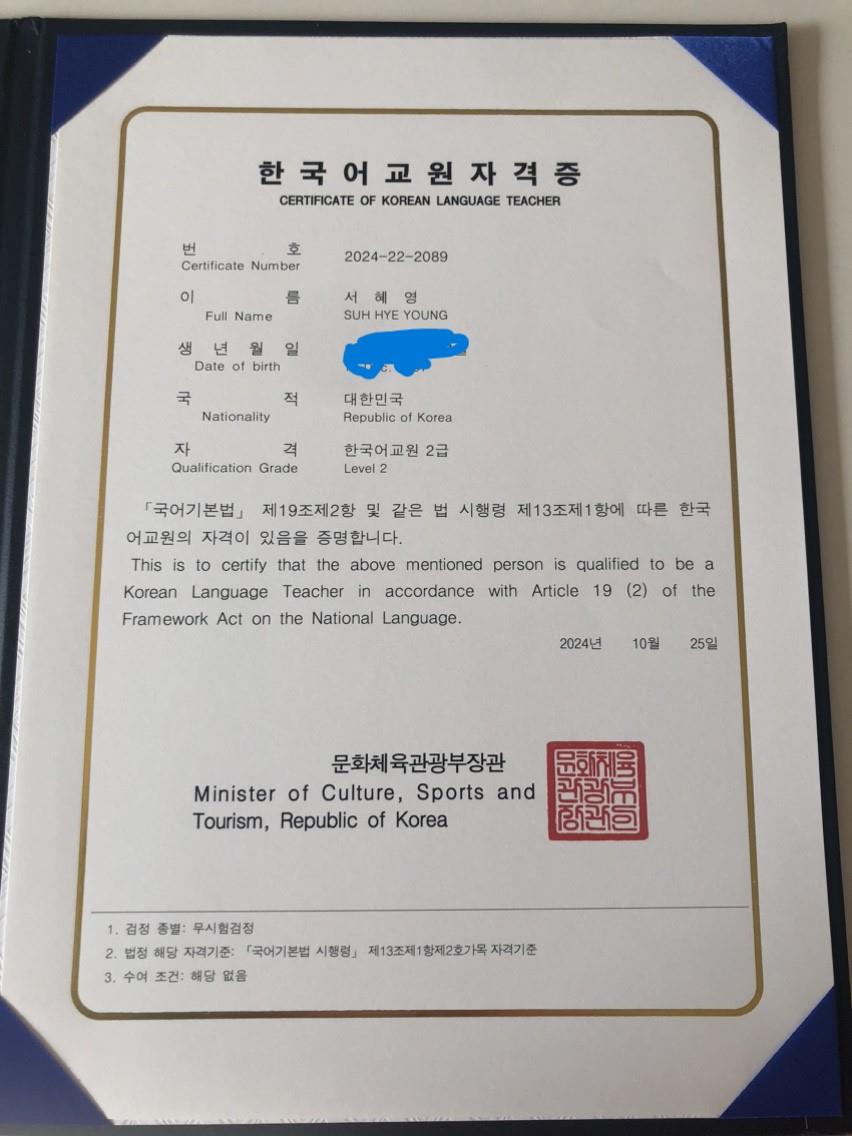 한국어교원자격증
CERTIFICATE OF KOREAN LANGUAGE TEACHER
번 호 2024-22-2089
Certificate Number
이 름 서 혜 영
Full Name SUH HYE YOUNG
생 년 월 일
Date of birth
국 적 대한민국
Nationality Republic of Korea
자 격 한국어교원 2급
Qualification Grade Level 2
「국어기본법」 제19조제2항 및 같은 법 시행령 제13조제1항에 따른 한국
어교원의 자격이 있음을 증명합니다.
This is to certify that the above mentioned person is qualified to be a
Korean Language Teacher in accordance with Article 19 (2) of the
Framework Act on the National Language.
2024년 10월 25일
문화체육관광부장관
Minister of Culture, Sports and
Tourism, Republic of Korea
문화체육
관광부
장관인
1. 검정 종별: 무시험검정
2. 법정 해당 자격기준: 「국어기본법 시행령」 제13조제1항제2호가목 자격기준
3. 수여 조건: 해당 없음